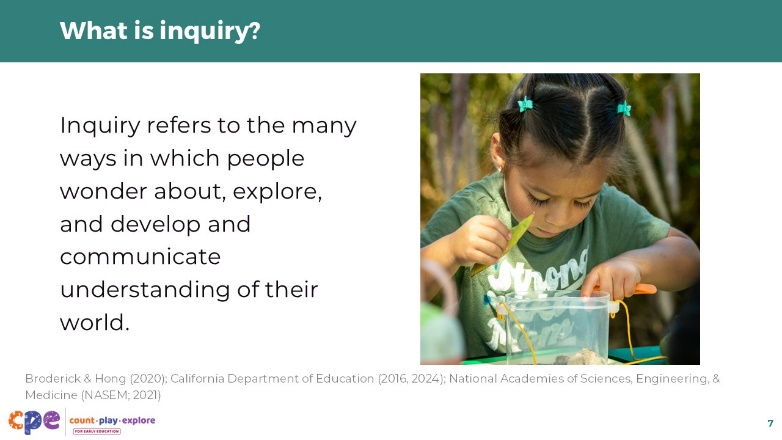 What is inquiry?
Inquiry refers to the many
ways in which people
wonder about, explore,
and develop and
communicate
understanding of their
world.
Strong
Broderick & Hong (2020); California Department of Education (2016, 2024); National Academies of Sciences, Engineering, &
Medicine (NASEM; 2021)
cpe
count·play·explore
FOR EARLY EDUCATION
7